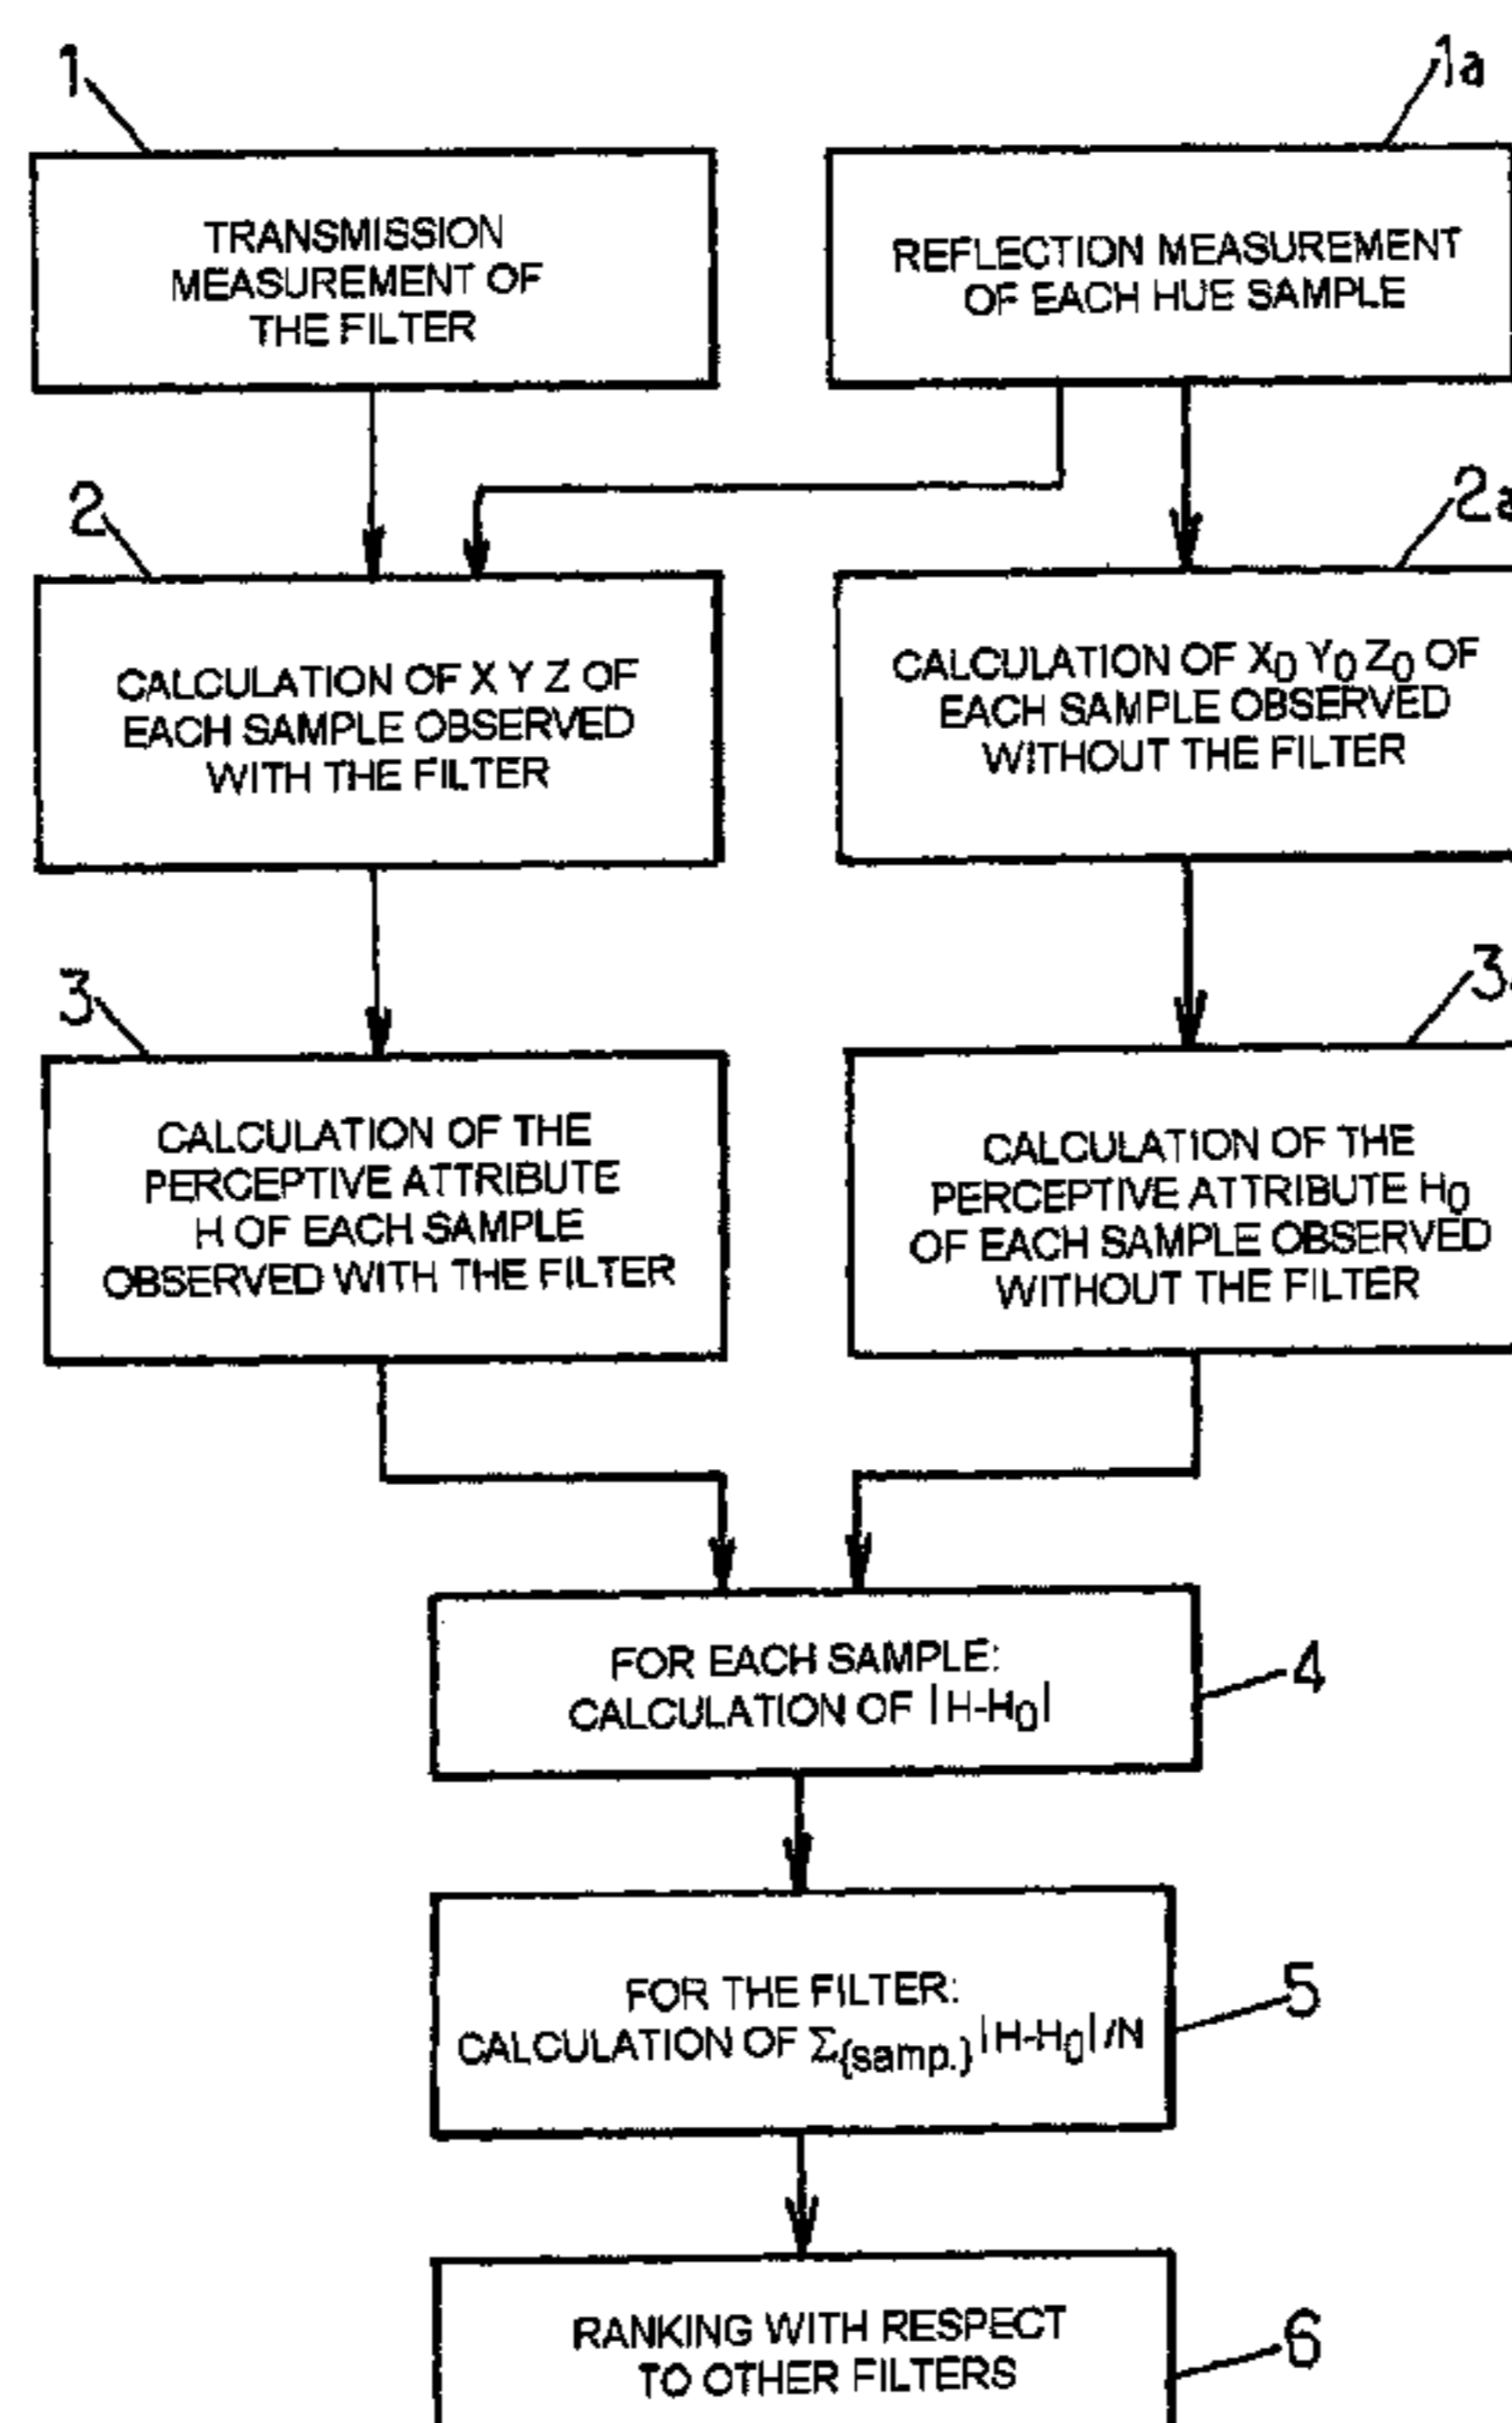 1
1a
TRANSMISSION
MEASUREMENT OF
THE FILTER
REFLECTION MEASUREMENT
OF EACH HUE SAMPLE
2
2a
CALCULATION OF X Y Z OF
EACH SAMPLE OBSERVED
WITH THE FILTER
CALCULATION OF X₀ Y₀ Z₀ OF
EACH SAMPLE OBSERVED
WITHOUT THE FILTER
3
3
CALCULATION OF THE
PERCEPTIVE ATTRIBUTE
H OF EACH SAMPLE
OBSERVED WITH THE FILTER
CALCULATION OF THE
PERCEPTIVE ATTRIBUTE H₀
OF EACH SAMPLE OBSERVED
WITHOUT THE FILTER
FOR EACH SAMPLE:
CALCULATION OF |H-H₀|
4
FOR THE FILTER:
CALCULATION OF Σ{samp.}|H-H₀|/N
5
RANKING WITH RESPECT
TO OTHER FILTERS
6